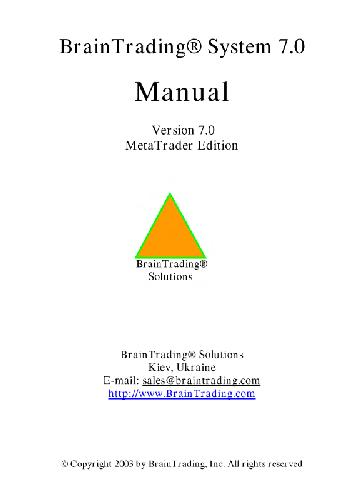 BrainTrading® System 7.0
Manual
Version 7.0
MetaTrader Edition
BrainTrading®
Solutions
BrainTrading® Solutions
Kiev, Ukraine
E-mail: sales@braintrading.com
http://www.BrainTrading.com
© Copyright 2003 by BrainTrading, Inc. All rights reserved